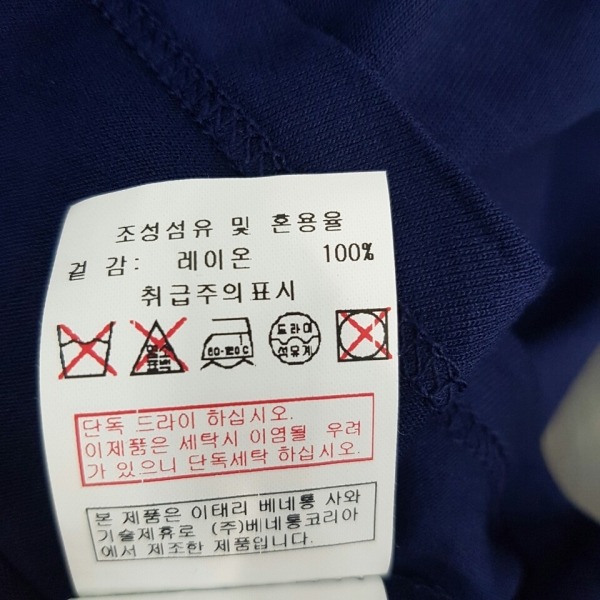 조성섬유 및 혼용율
겉 감: 레이온 100%
취급주의표시
드라이
석유계
단독 드라이 하십시오.
이제품은 세탁시 이염될 우려
가 있으니 단독세탁 하십시오.
본 제품은 이태리 베네통 사와
기술제휴로 (주)베네통코리아
에서 제조한 제품입니다.